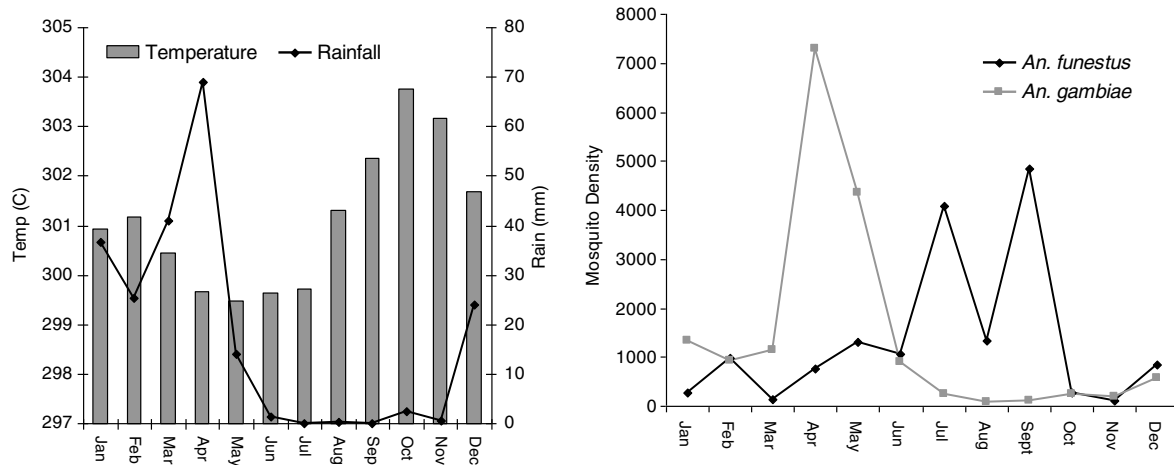 305
304
303
302
301
300
299
298
297
Temp (C)
Temperature
Rainfall
80
70
60
50
40
30
20
10
0
Rain (mm)
Jan
Feb
Mar
Apr
May
Jun
Jul
Aug
Sep
Oct
Nov
Dec
8000
7000
6000
5000
4000
3000
2000
1000
0
Mosquito Density
An. funestus
An. gambiae
Jan
Feb
Mar
Apr
May
Jun
Jul
Aug
Sept
Oct
Nov
Dec